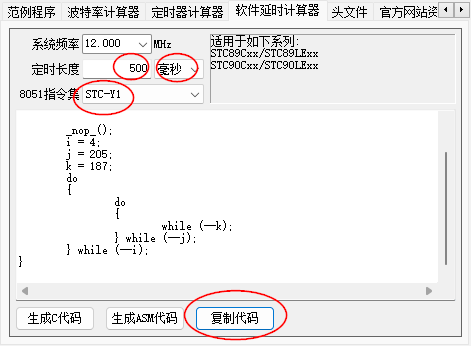 范例程序 波特率计算器 定时器计算器 软件延时计算器 头文件 官方网站资
系统频率 12.000 MHz
定时长度 500 毫秒
8051指令集 STC-Y1
适用于如下系列:
STC89Cxx/STC89LExx
STC90Cxx/STC90LExx
_nop_();
i = 4;
j = 205;
k = 187;
do
{
do
{
while (--k);
} while (--j);
} while (--i);
}
生成C代码 生成ASM代码 复制代码